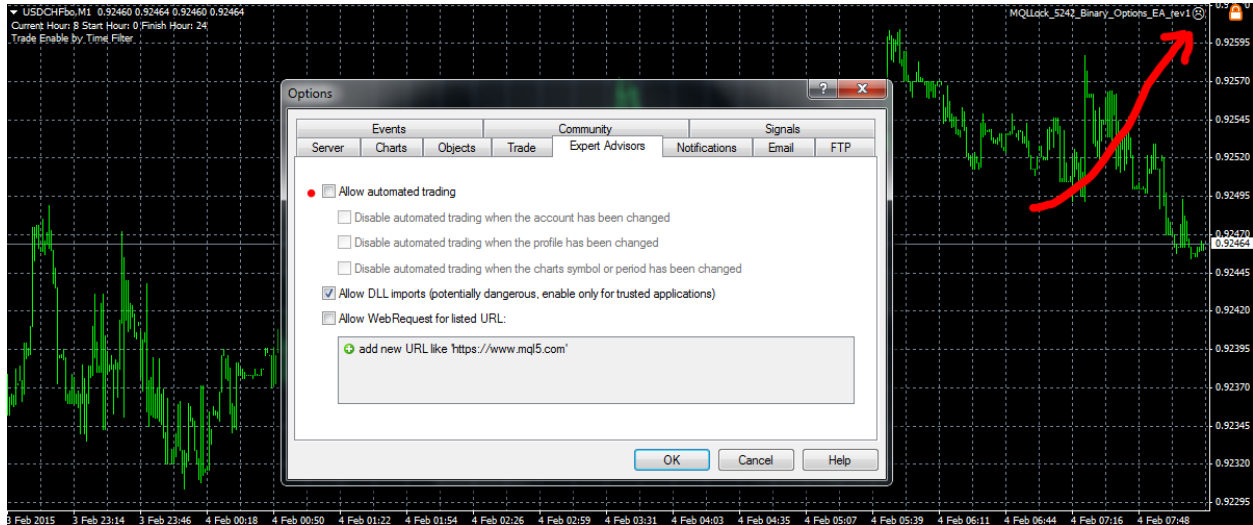 USDCHFbo,M1 0.92460 0.92464 0.92460 0.92464
Current Hour: 8 Start Hour: 0 Finish Hour: 24
Trade Enable by Time Filter
MQLLock_5242_Binary_Options_EA_rev1
Options
Events Community Signals
Server Charts Objects Trade Expert Advisors Notifications Email FTP
Allow automated trading
Disable automated trading when the account has been changed
Disable automated trading when the profile has been changed
Disable automated trading when the charts symbol or period has been changed
Allow DLL imports (potentially dangerous, enable only for trusted applications)
Allow WebRequest for listed URL:
add new URL like 'https://www.mql5.com'
OK Cancel Help
0.92595
0.92570
0.92545
0.92520
0.92495
0.92470
0.92464
0.92445
0.92420
0.92395
0.92370
0.92345
0.92320
0.92295
3 Feb 2015 3 Feb 23:14 3 Feb 23:46 4 Feb 00:18 4 Feb 00:50 4 Feb 01:22 4 Feb 01:54 4 Feb 02:26 4 Feb 02:59 4 Feb 03:31 4 Feb 04:03 4 Feb 04:35 4 Feb 05:07 4 Feb 05:39 4 Feb 06:11 4 Feb 06:44 4 Feb 07:16 4 Feb 07:48